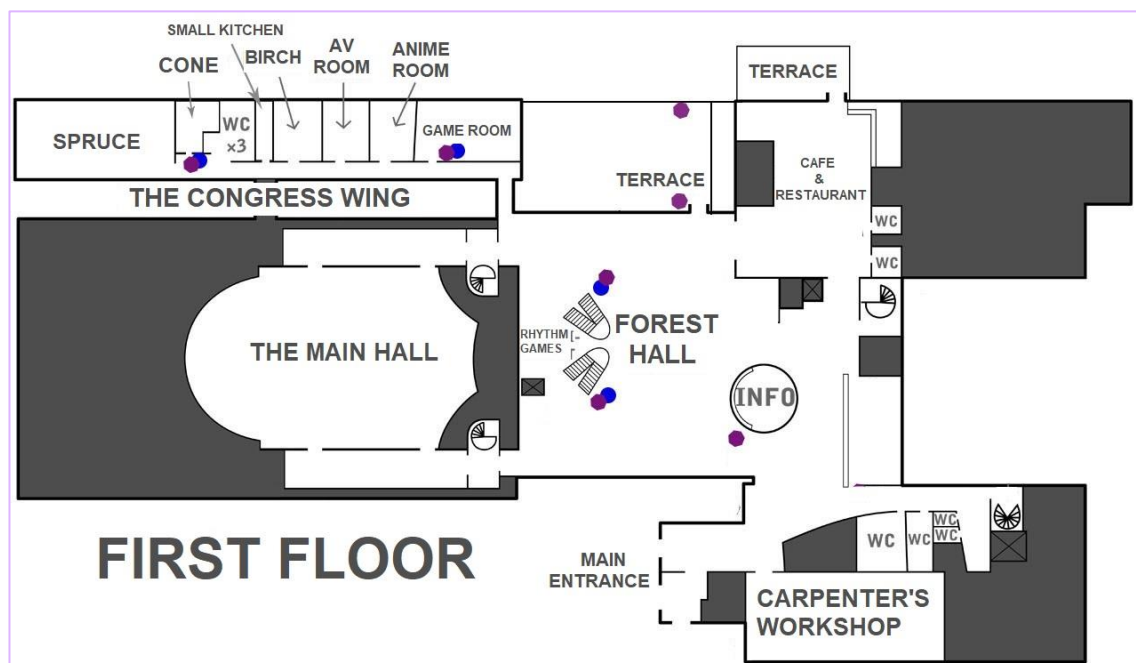 SMALL KITCHEN
CONE
BIRCH
AV
ROOM
ANIME
ROOM
TERRACE
SPRUCE
WC
×3
GAME ROOM
CAFE
&
RESTAURANT
TERRACE
THE CONGRESS WING
WC
WC
THE MAIN HALL
RHYTHM
GAMES
FOREST
HALL
INFO
FIRST FLOOR
MAIN
ENTRANCE
WC
WC
WC
WC
CARPENTER'S
WORKSHOP